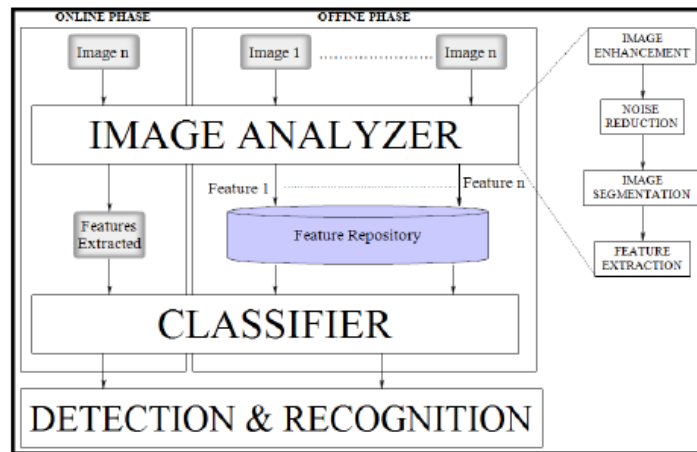 ONLINE PHASE
OFFINE PHASE
Image n
Image 1
Image n
IMAGE ANALYZER
Feature 1
Feature n
Features
Extracted
Feature Repository
CLASSIFIER
DETECTION & RECOGNITION
IMAGE
ENHANCEMENT
NOISE
REDUCTION
IMAGE
SEGMENTATION
FEATURE
EXTRACTION